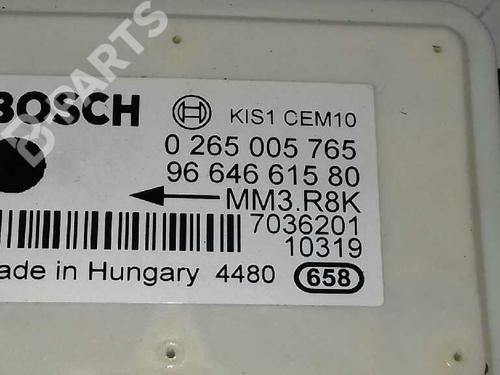 B PARTS
BOSCH KIS1 CEM10
0 265 005 765
96 646 615 80
MM3.R8K
7036201
10319
ade in Hungary 4480 658